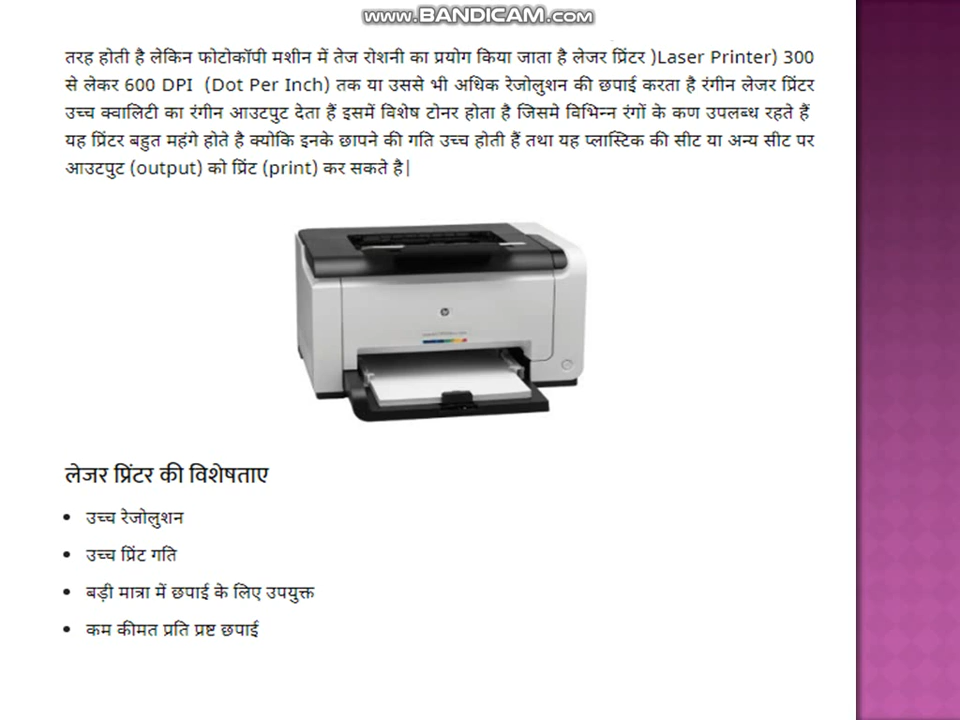 www.BANDICAM.com
तरह होती है लेकिन फोटोकॉपी मशीन में तेज रोशनी का प्रयोग किया जाता है लेजर प्रिंटर )Laser Printer) 300
से लेकर 600 DPI (Dot Per Inch) तक या उससे भी अधिक रेजोलुशन की छपाई करता है रंगीन लेजर प्रिंटर
उच्च क्वालिटी का रंगीन आउटपुट देता हैं इसमें विशेष टोनर होता है जिसमे विभिन्न रंगों के कण उपलब्ध रहते हैं
यह प्रिंटर बहुत महंगे होते है क्योकि इनके छापने की गति उच्च होती हैं तथा यह प्लास्टिक की सीट या अन्य सीट पर
आउटपुट (output) को प्रिंट (print) कर सकते है|
hp
लेजर प्रिंटर की विशेषताए
• उच्च रेजोलुशन
• उच्च प्रिंट गति
• बड़ी मात्रा में छपाई के लिए उपयुक्त
• कम कीमत प्रति प्रष्ट छपाई